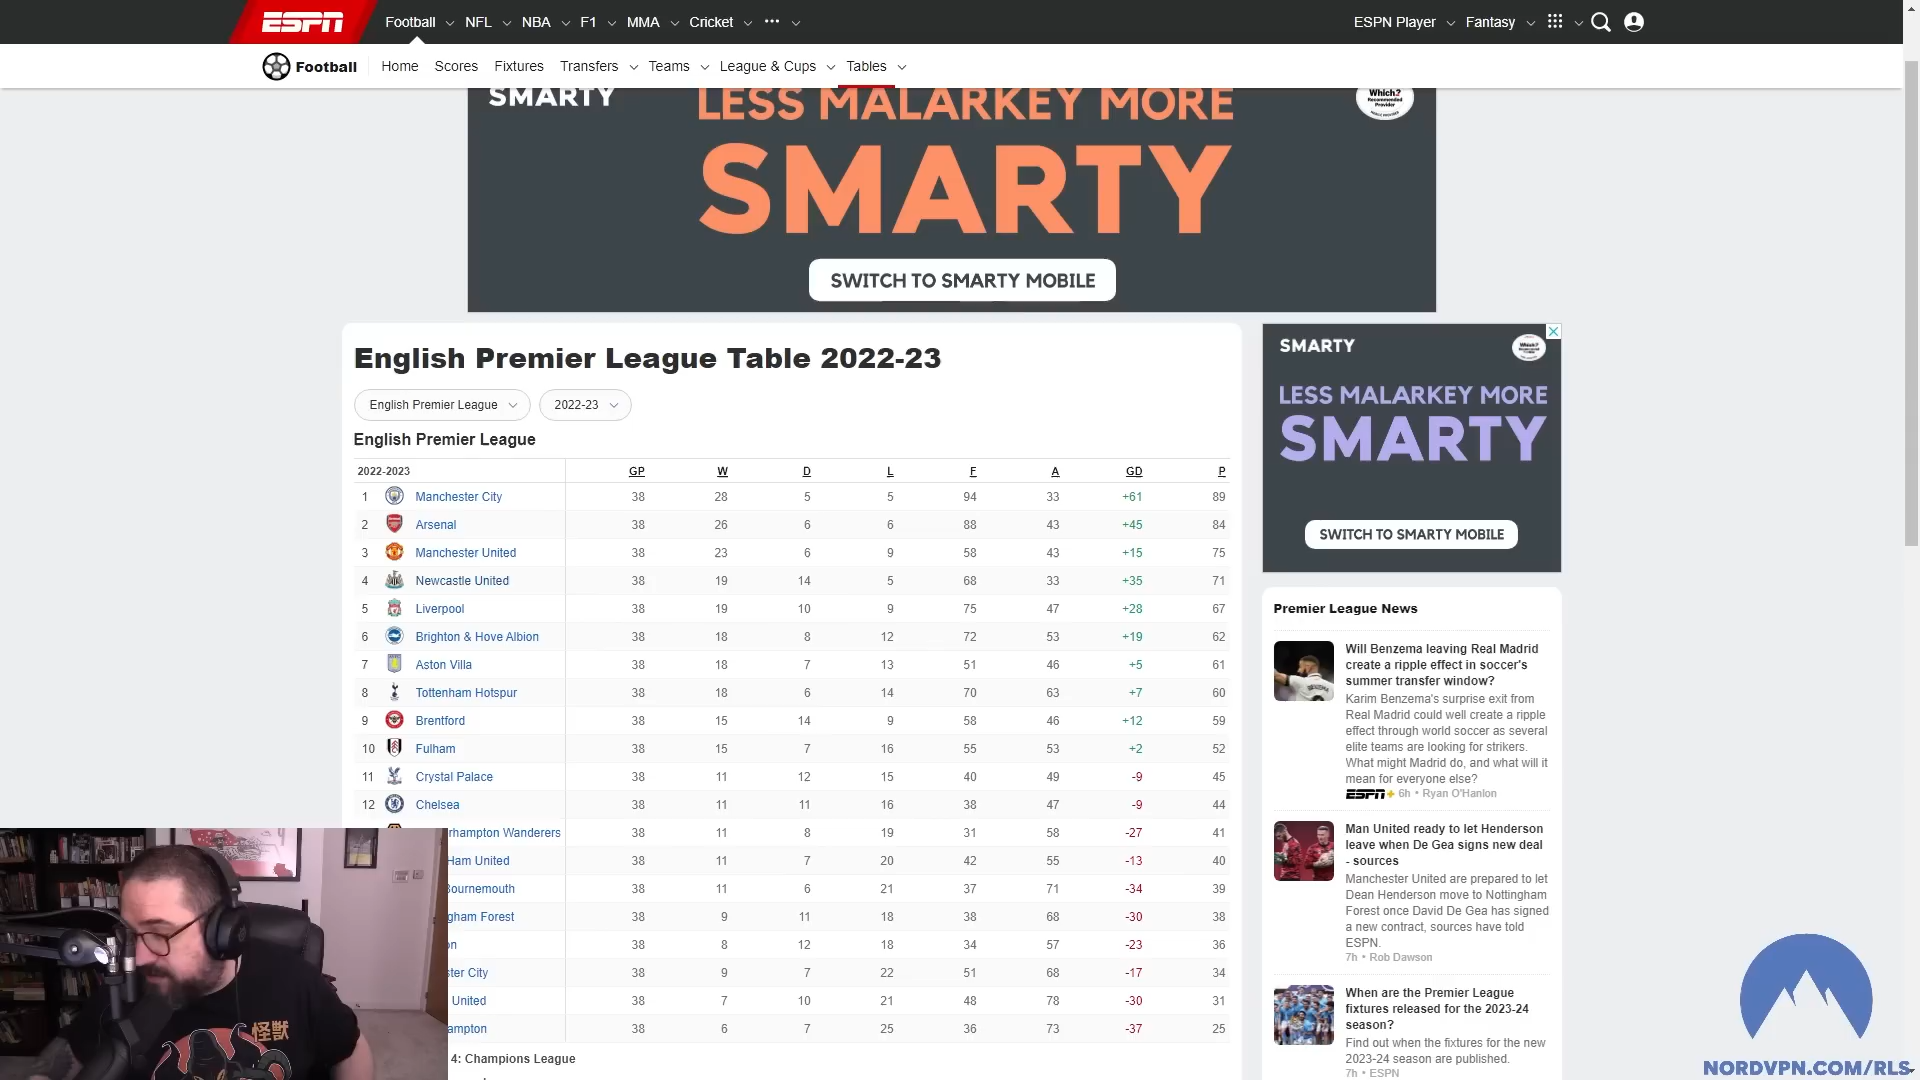 ESPN Football NFL NBA F1 MMA Cricket ••• ESPN Player Fantasy
Football Home Scores Fixtures Transfers Teams League & Cups Tables
SMARTY
LESS MALARKEY MORE
SMARTY
SWITCH TO SMARTY MOBILE
Which?
Recommended
Provider
English Premier League Table 2022-23
English Premier League 2022-23
English Premier League
2022-2023 GP W D L F A GD P
1 Manchester City 38 28 5 5 94 33 +61 89
2 Arsenal 38 26 6 6 88 43 +45 84
3 Manchester United 38 23 6 9 58 43 +15 75
4 Newcastle United 38 19 14 5 68 33 +35 71
5 Liverpool 38 19 10 9 75 47 +28 67
6 Brighton & Hove Albion 38 18 8 12 72 53 +19 62
7 Aston Villa 38 18 7 13 51 46 +5 61
8 Tottenham Hotspur 38 18 6 14 70 63 +7 60
9 Brentford 38 15 14 9 58 46 +12 59
10 Fulham 38 15 7 16 55 53 +2 52
11 Crystal Palace 38 11 12 15 40 49 -9 45
12 Chelsea 38 11 11 16 38 47 -9 44
rhampton Wanderers 38 11 8 19 31 58 -27 41
Ham United 38 11 7 20 42 55 -13 40
Bournemouth 38 11 6 21 37 71 -34 39
gham Forest 38 9 11 18 38 68 -30 38
on 38 8 12 18 34 57 -23 36
ster City 38 9 7 22 51 68 -17 34
United 38 7 10 21 48 78 -30 31
ampton 38 6 7 25 36 73 -37 25
4: Champions League
SMARTY
Which?
LESS MALARKEY MORE
SMARTY
SWITCH TO SMARTY MOBILE
Premier League News
Will Benzema leaving Real Madrid
create a ripple effect in soccer's
summer transfer window?
Karim Benzema's surprise exit from
Real Madrid could well create a ripple
effect through world soccer as several
elite teams are looking for strikers.
What might Madrid do, and what will it
mean for everyone else?
ESPN+ 6h • Ryan O'Hanlon
Man United ready to let Henderson
leave when De Gea signs new deal
- sources
Manchester United are prepared to let
Dean Henderson move to Nottingham
Forest once David De Gea has signed
a new contract, sources have told
ESPN.
7h • Rob Dawson
When are the Premier League
fixtures released for the 2023-24
season?
Find out when the fixtures for the new
2023-24 season are published.
7h • ESPN
怪獣
NORDVPN.COM/RLS